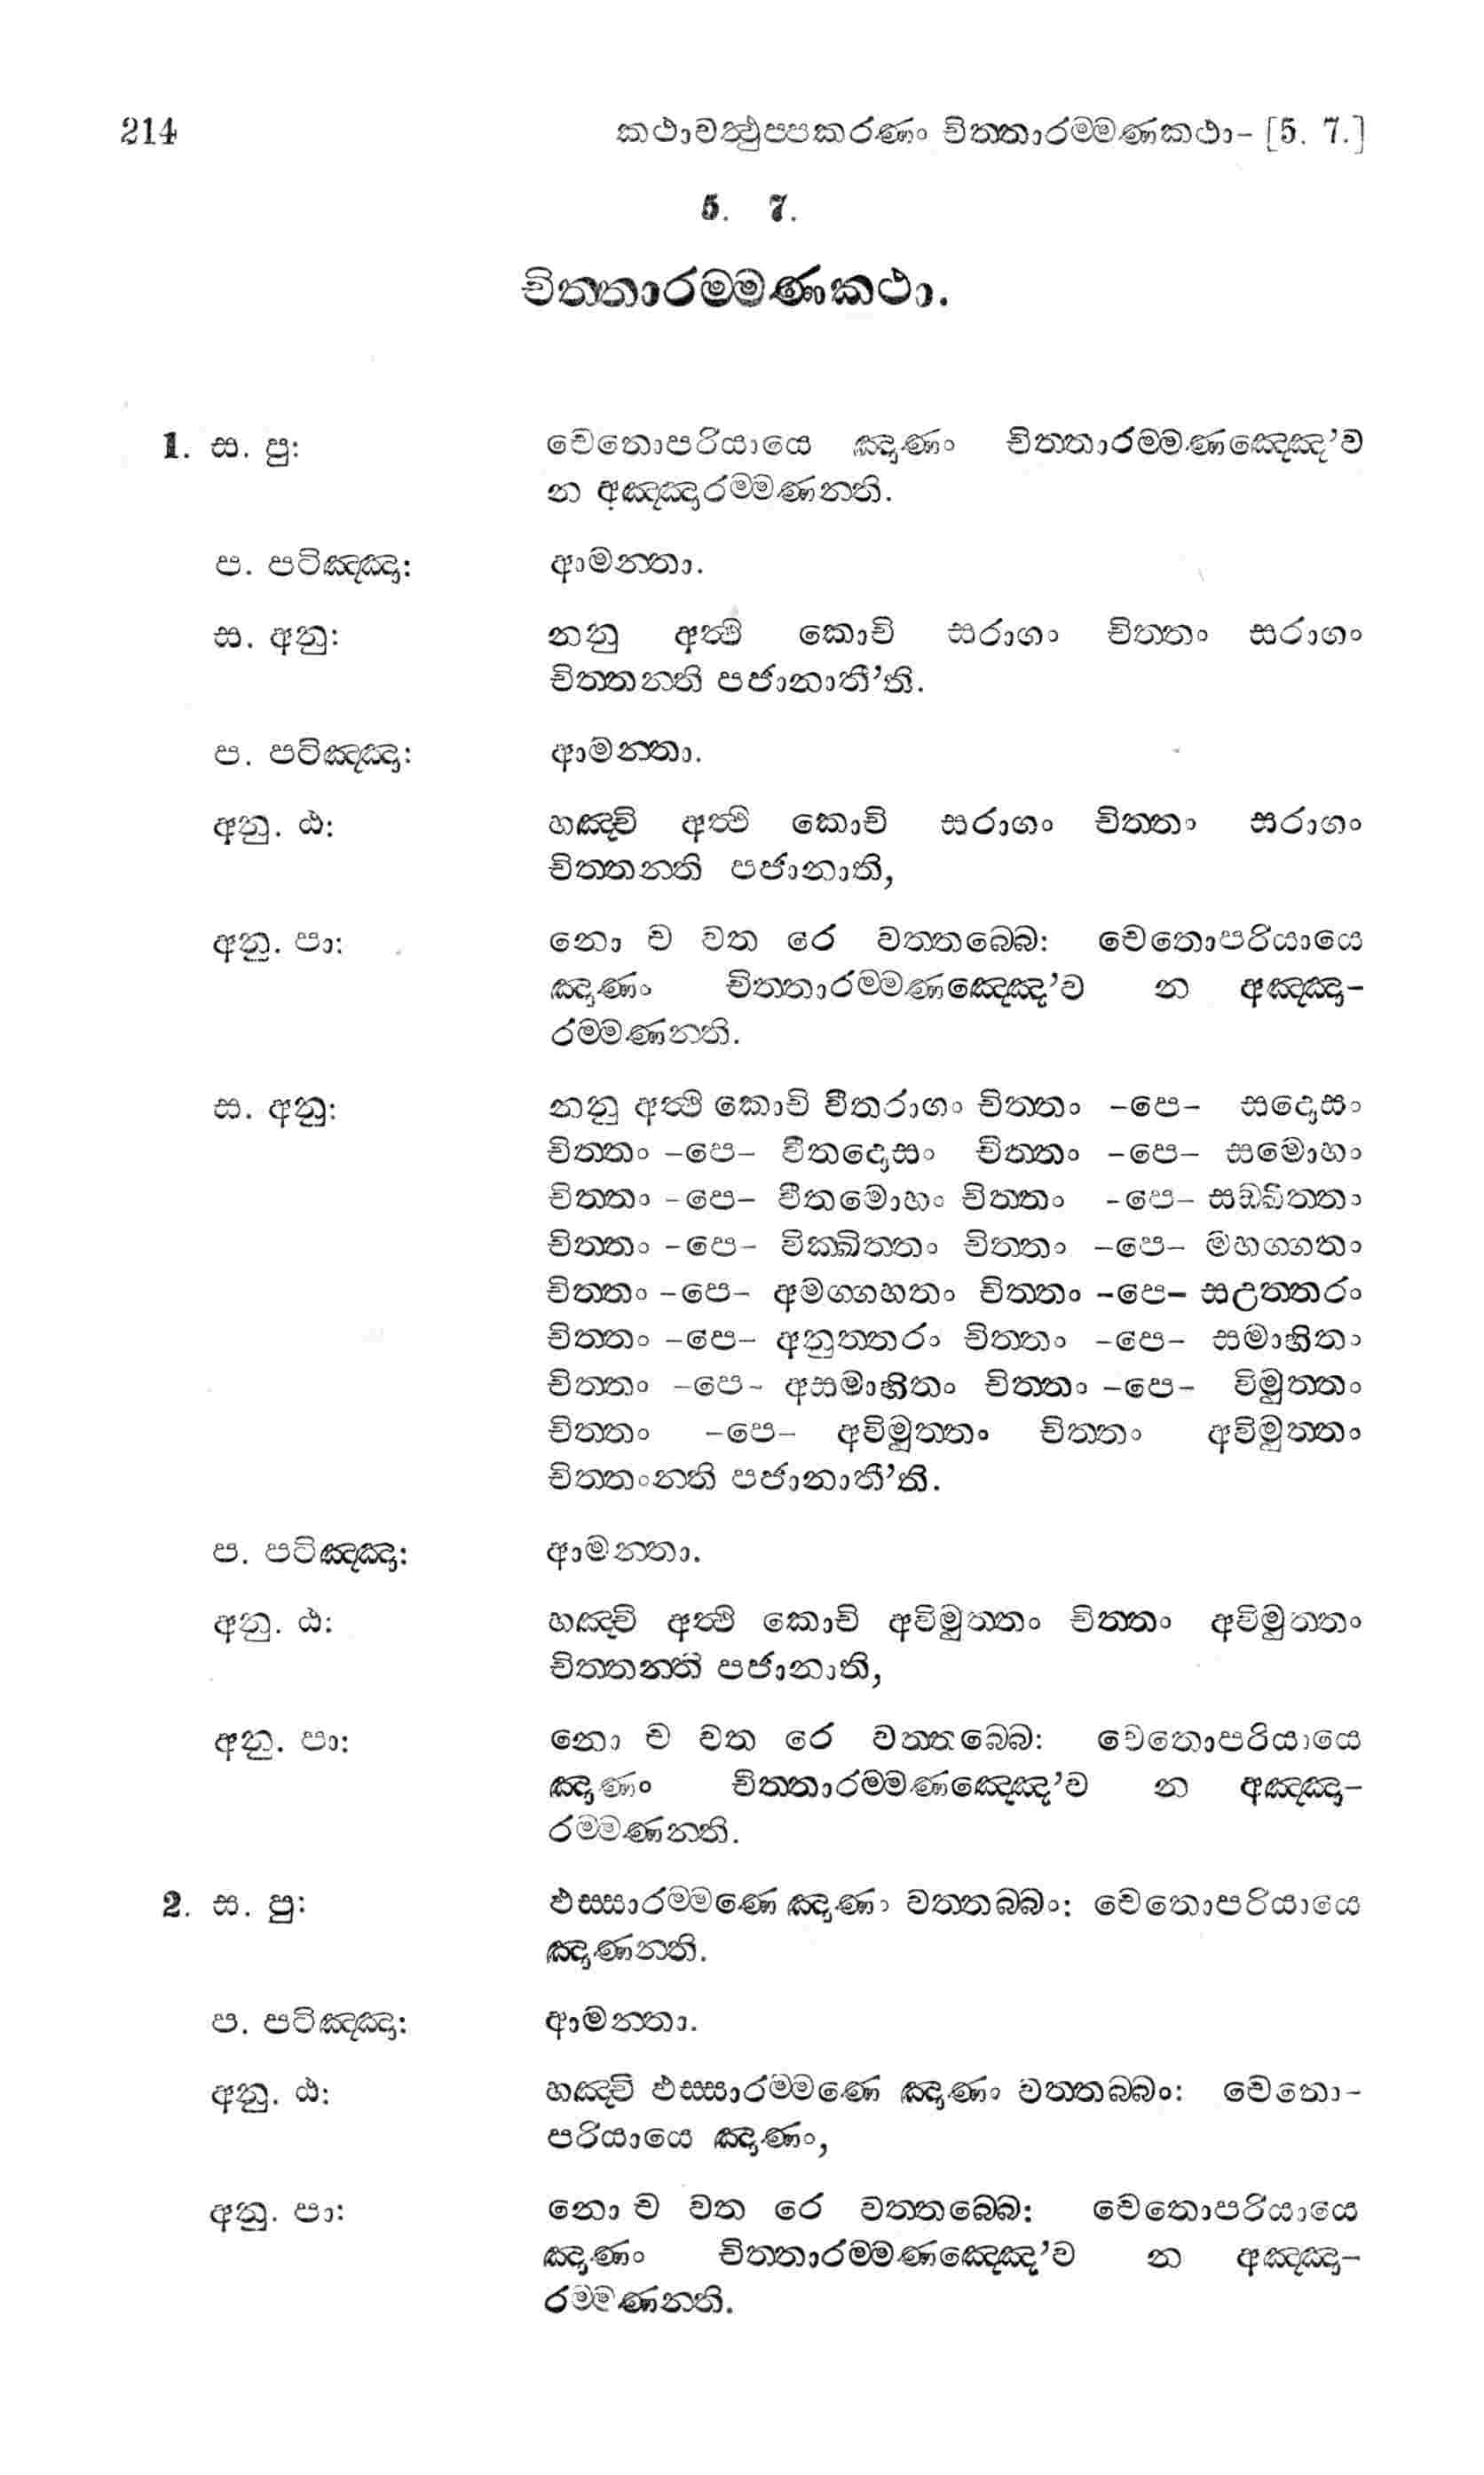 214 කථාවත්‍ථුප්‍පකරණං චිත්‍තාරම්‍මණකථා- [5. 7.]
5. 7.
චිත්‍තාරම්‍මණකථා.
1. ස. පු: චෙතොපරියායෙ ඤාණං චිත්‍තාරම්‍මණඤ්ඤෙ’ව
න අඤ්ඤාරම්‍මණන්‍ති.
ප. පටිඤ්ඤා: ආමන්‍තා.
ස. අනු: නනු අත්‍ථි කොචි සරාගං චිත්‍තං සරාගං
චිත්‍තන්‍ති පජානාතී’ති.
ප. පටිඤ්ඤා: ආමන්‍තා.
අනු. ඨ: හඤ්චි අත්‍ථි කොචි සරාගං චිත්‍තං සරාගං
චිත්‍තන්‍ති පජානාති,
අනු. පා: නො ච වත රෙ වත්‍තබ්‍බෙ: චෙතොපරියායෙ
ඤාණං චිත්‍තාරම්‍මණඤ්ඤෙ’ව න අඤ්ඤා-
රම්‍මණන්‍ති.
ස. අනු: නනු අත්‍ථි කොචි වීතරාගං චිත්‍තං -පෙ- සදොසං
චිත්‍තං -පෙ- වීතදොසං චිත්‍තං -පෙ- සමොහං
චිත්‍තං -පෙ- වීතමොහං චිත්‍තං -පෙ- සඞ්ඛිත්‍තං
චිත්‍තං -පෙ- වික්‍ඛිත්‍තං චිත්‍තං -පෙ- මහග්‍ගතං
චිත්‍තං -පෙ- අමග්‍ගහතං චිත්‍තං -පෙ- සඋත්‍තරං
චිත්‍තං -පෙ- අනුත්‍තරං චිත්‍තං -පෙ- සමාහිතං
චිත්‍තං -පෙ- අසමාහිතං චිත්‍තං -පෙ- විමුත්‍තං
චිත්‍තං -පෙ- අවිමුත්‍තං චිත්‍තං අවිමුත්‍තං
චිත්‍තංන්‍ති පජානාතී’ති.
ප. පටිඤ්ඤා: ආමන්‍තා.
අනු. ඨ: හඤ්චි අත්‍ථි කොචි අවිමුත්‍තං චිත්‍තං අවිමුත්‍තං
චිත්‍තන්‍ති පජානාති,
අනු. පා: නො ච වත රෙ වත්‍තබ්‍බෙ: චෙතොපරියායෙ
ඤාණං චිත්‍තාරම්‍මණඤ්ඤෙ’ව න අඤ්ඤා-
රම්‍මණන්‍ති.
2. ස. පු: ඵස්‍සාරම්‍මණෙ ඤාණං වත්‍තබ්‍බං: චෙතොපරියායෙ
ඤාණන්‍ති.
ප. පටිඤ්ඤා: ආමන්‍තා.
අනු. ඨ: හඤ්චි ඵස්‍සාරම්‍මණෙ ඤාණං වත්‍තබ්‍බං: චෙතො-
පරියායෙ ඤාණං,
අනු. පා: නො ච වත රෙ වත්‍තබ්‍බෙ: චෙතොපරියායෙ
ඤාණං චිත්‍තාරම්‍මණඤ්ඤෙ’ව න අඤ්ඤා-
රම්‍මණන්‍ති.